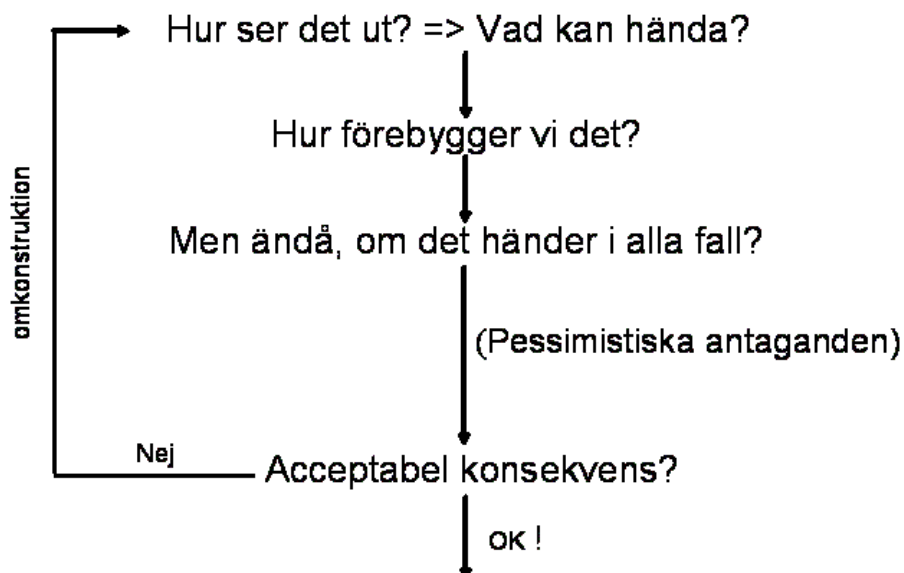 Hur ser det ut? => Vad kan hända?
Hur förebygger vi det?
Men ändå, om det händer i alla fall?
omkonstruktion
(Pessimistiska antaganden)
Nej
Acceptabel konsekvens?
OK !